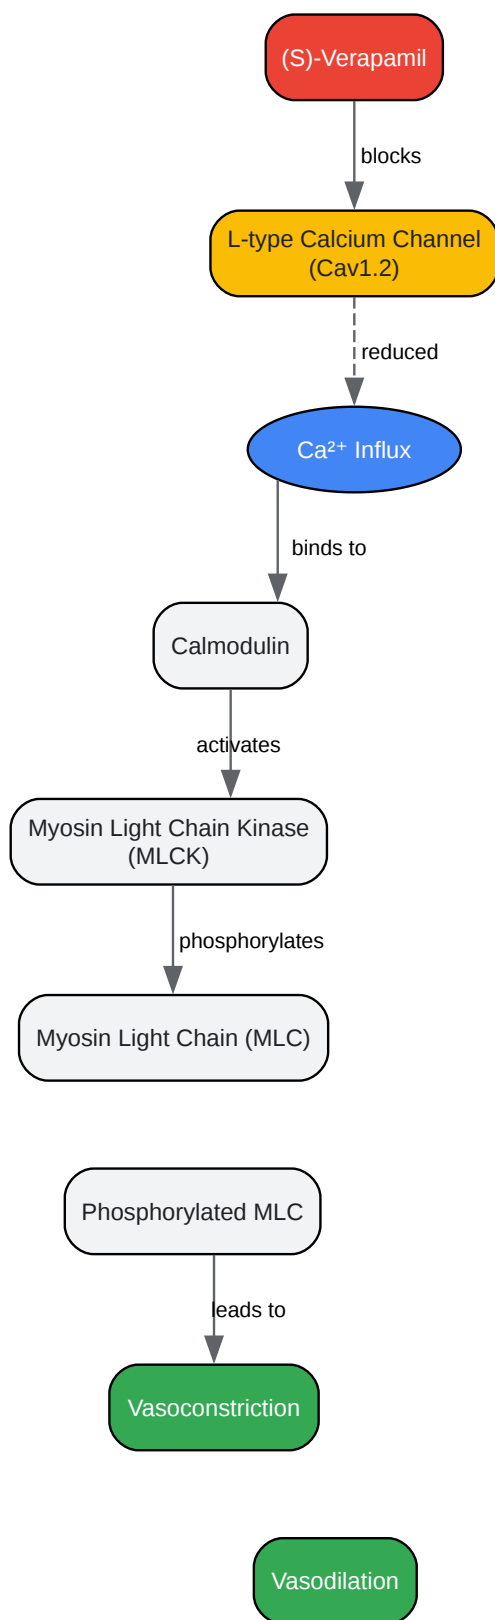 (S)-Verapamil
blocks
L-type Calcium Channel
(Cav1.2)
reduced
Ca²⁺ Influx
binds to
Calmodulin
activates
Myosin Light Chain Kinase
(MLCK)
phosphorylates
Myosin Light Chain (MLC)
Phosphorylated MLC
leads to
Vasoconstriction
Vasodilation